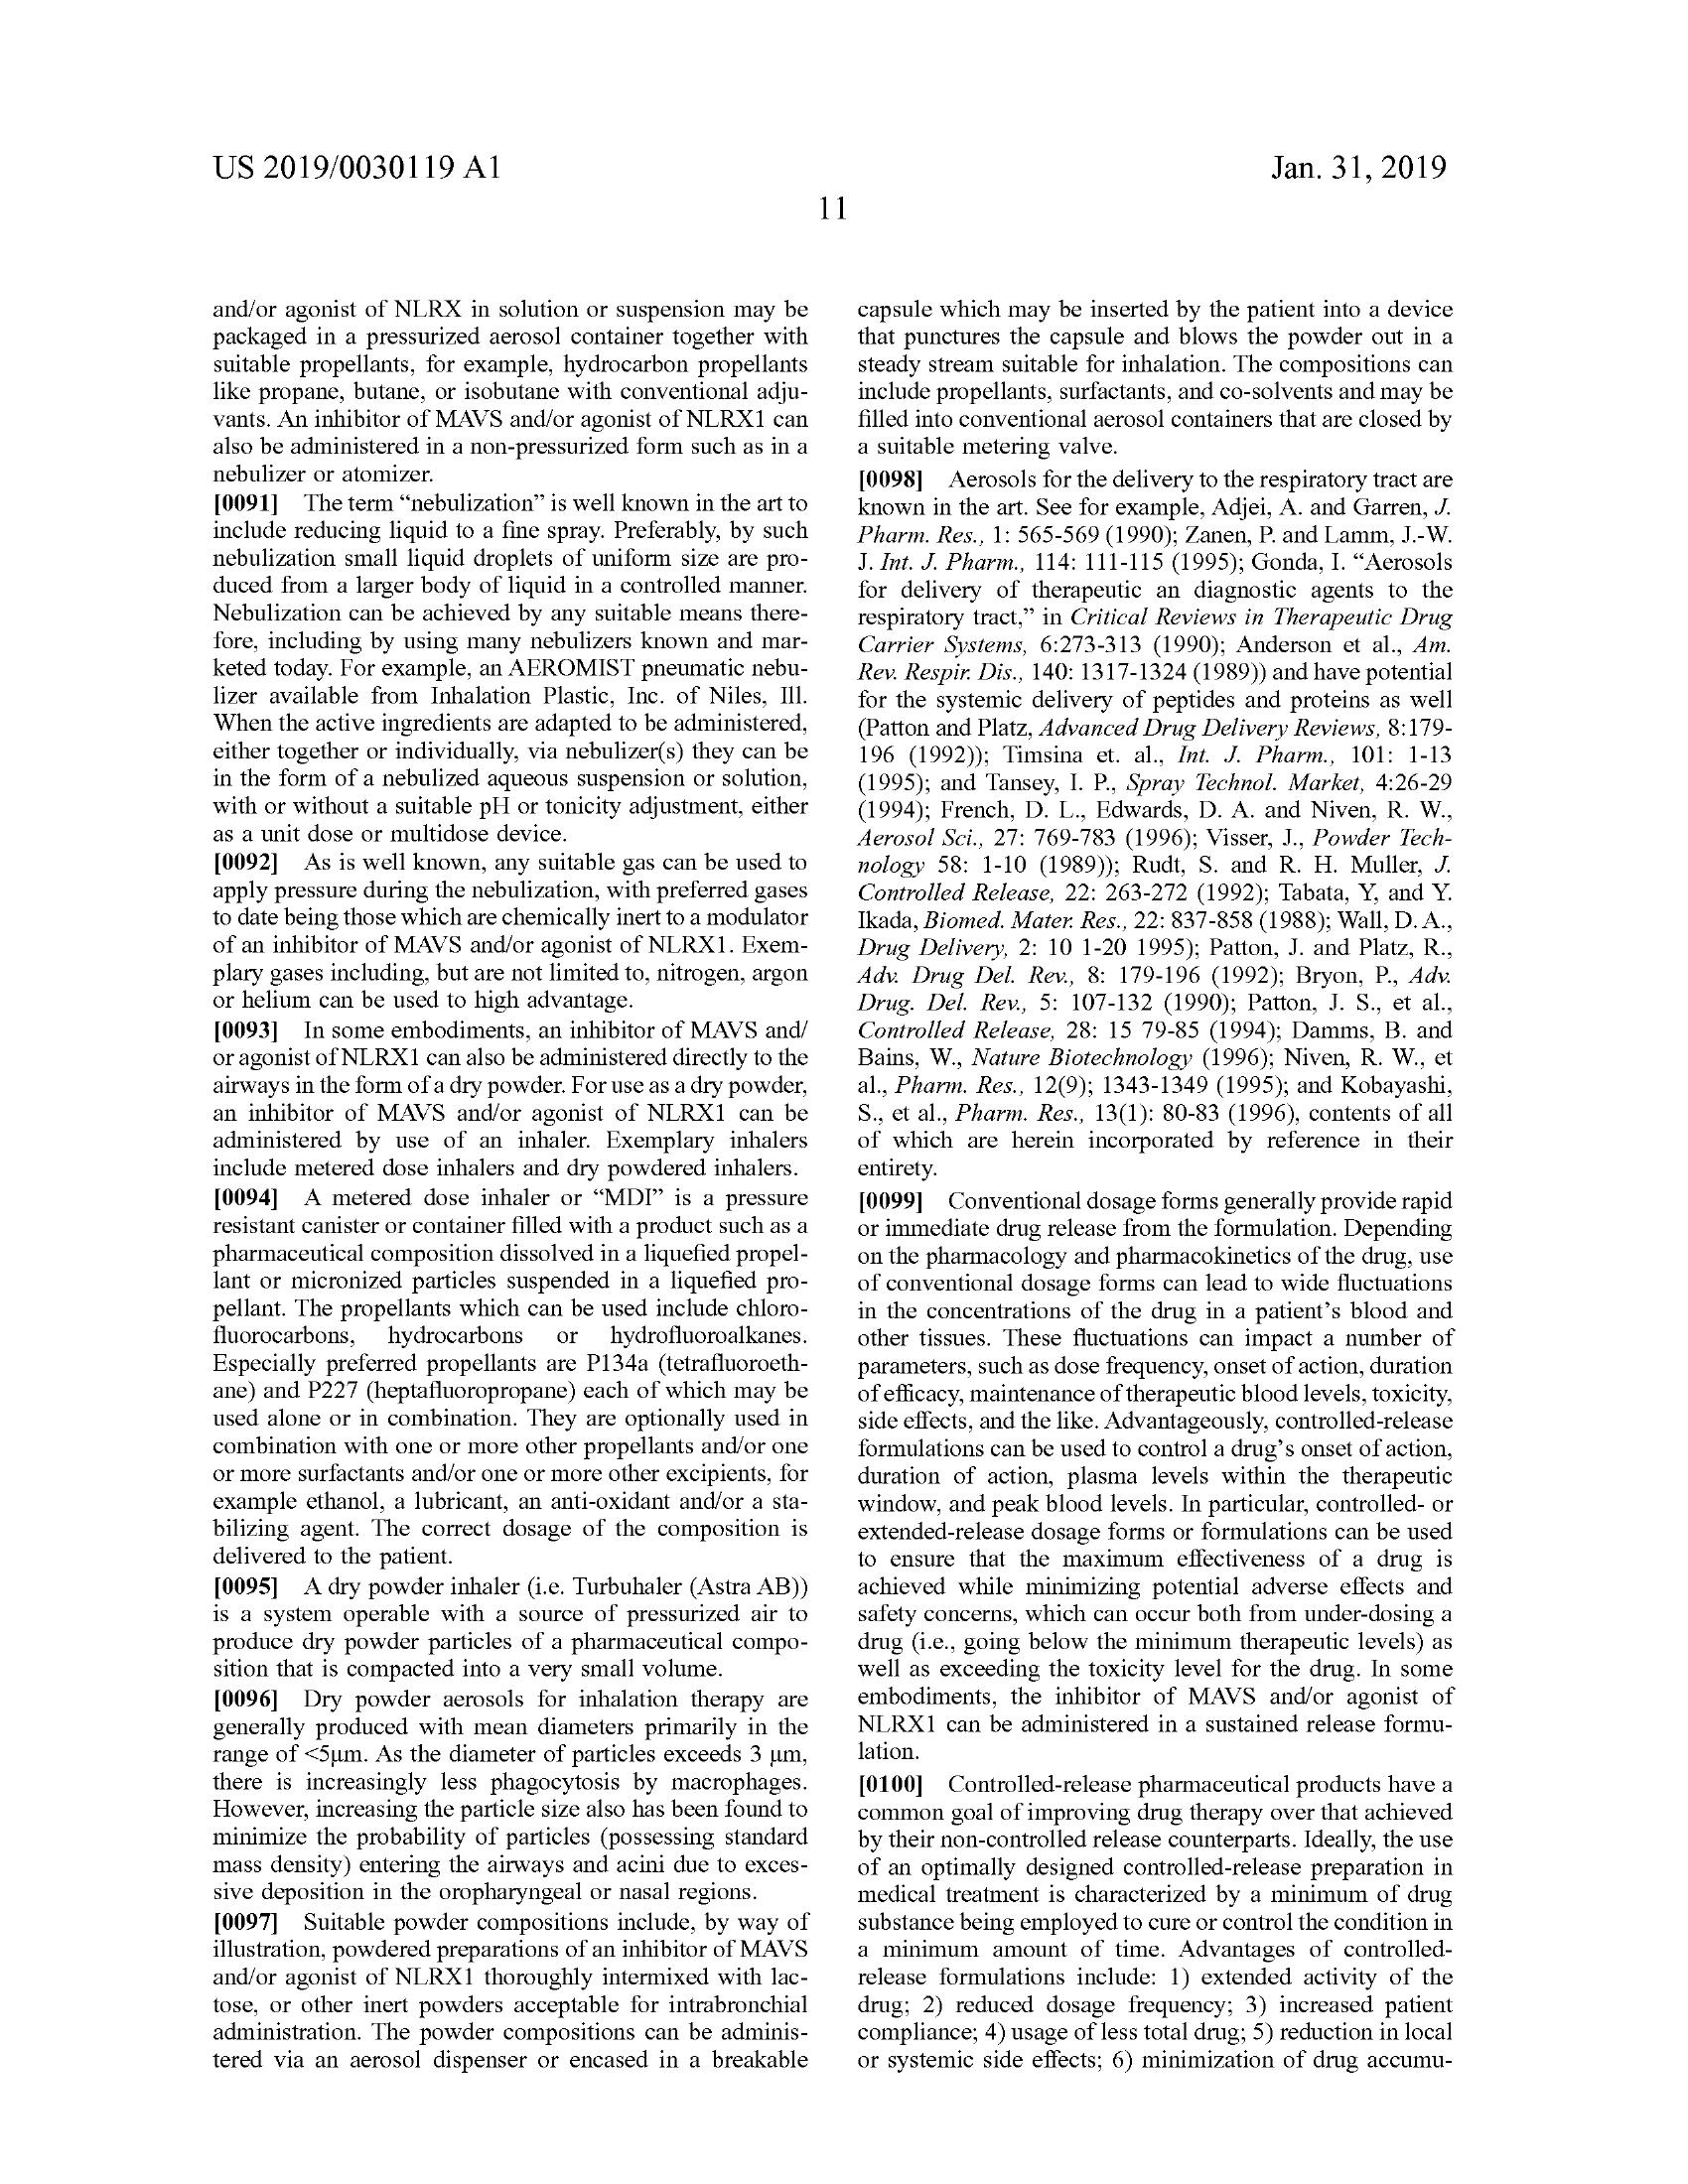 US 2019/0030119 A1
Jan. 31, 2019
11
and/or agonist of NLRX in solution or suspension may be
packaged in a pressurized aerosol container together with
suitable propellants, for example, hydrocarbon propellants
like propane, butane, or isobutane with conventional adju-
vants. An inhibitor of MAVS and/or agonist of NLRX1 can
also be administered in a non-pressurized form such as in a
nebulizer or atomizer.
[0091] The term “nebulization” is well known in the art to
include reducing liquid to a fine spray. Preferably, by such
nebulization small liquid droplets of uniform size are pro-
duced from a larger body of liquid in a controlled manner.
Nebulization can be achieved by any suitable means there-
fore, including by using many nebulizers known and mar-
keted today. For example, an AEROMIST pneumatic nebu-
lizer available from Inhalation Plastic, Inc. of Niles, Ill.
When the active ingredients are adapted to be administered,
either together or individually, via nebulizer(s) they can be
in the form of a nebulized aqueous suspension or solution,
with or without a suitable pH or tonicity adjustment, either
as a unit dose or multidose device.
[0092] As is well known, any suitable gas can be used to
apply pressure during the nebulization, with preferred gases
to date being those which are chemically inert to a modulator
of an inhibitor of MAVS and/or agonist of NLRX1. Exem-
plary gases including, but are not limited to, nitrogen, argon
or helium can be used to high advantage.
[0093] In some embodiments, an inhibitor of MAVS and/
or agonist of NLRX1 can also be administered directly to the
airways in the form of a dry powder. For use as a dry powder,
an inhibitor of MAVS and/or agonist of NLRX1 can be
administered by use of an inhaler. Exemplary inhalers
include metered dose inhalers and dry powdered inhalers.
[0094] A metered dose inhaler or “MDI” is a pressure
resistant canister or container filled with a product such as a
pharmaceutical composition dissolved in a liquefied propel-
lant or micronized particles suspended in a liquefied pro-
pellant. The propellants which can be used include chloro-
fluorocarbons, hydrocarbons or hydrofluoroalkanes.
Especially preferred propellants are P134a (tetrafluoroeth-
ane) and P227 (heptafluoropropane) each of which may be
used alone or in combination. They are optionally used in
combination with one or more other propellants and/or one
or more surfactants and/or one or more other excipients, for
example ethanol, a lubricant, an anti-oxidant and/or a sta-
bilizing agent. The correct dosage of the composition is
delivered to the patient.
[0095] A dry powder inhaler (i.e. Turbuhaler (Astra AB))
is a system operable with a source of pressurized air to
produce dry powder particles of a pharmaceutical compo-
sition that is compacted into a very small volume.
[0096] Dry powder aerosols for inhalation therapy are
generally produced with mean diameters primarily in the
range of <5μm. As the diameter of particles exceeds 3 μm,
there is increasingly less phagocytosis by macrophages.
However, increasing the particle size also has been found to
minimize the probability of particles (possessing standard
mass density) entering the airways and acini due to exces-
sive deposition in the oropharyngeal or nasal regions.
[0097] Suitable powder compositions include, by way of
illustration, powdered preparations of an inhibitor of MAVS
and/or agonist of NLRX1 thoroughly intermixed with lac-
tose, or other inert powders acceptable for intrabronchial
administration. The powder compositions can be adminis-
tered via an aerosol dispenser or encased in a breakable
capsule which may be inserted by the patient into a device
that punctures the capsule and blows the powder out in a
steady stream suitable for inhalation. The compositions can
include propellants, surfactants, and co-solvents and may be
filled into conventional aerosol containers that are closed by
a suitable metering valve.
[0098] Aerosols for the delivery to the respiratory tract are
known in the art. See for example, Adjei, A. and Garren, J.
Pharm. Res., 1: 565-569 (1990); Zanen, P. and Lamm, J.-W.
J. Int. J. Pharm., 114: 111-115 (1995); Gonda, I. “Aerosols
for delivery of therapeutic an diagnostic agents to the
respiratory tract,” in Critical Reviews in Therapeutic Drug
Carrier Systems, 6:273-313 (1990); Anderson et al., Am.
Rev. Respir. Dis., 140: 1317-1324 (1989)) and have potential
for the systemic delivery of peptides and proteins as well
(Patton and Platz, Advanced Drug Delivery Reviews, 8:179-
196 (1992)); Timsina et. al., Int. J. Pharm., 101: 1-13
(1995); and Tansey, I. P., Spray Technol. Market, 4:26-29
(1994); French, D. L., Edwards, D. A. and Niven, R. W.,
Aerosol Sci., 27: 769-783 (1996); Visser, J., Powder Tech-
nology 58: 1-10 (1989)); Rudt, S. and R. H. Muller, J.
Controlled Release, 22: 263-272 (1992); Tabata, Y, and Y.
Ikada, Biomed. Mater. Res., 22: 837-858 (1988); Wall, D. A.,
Drug Delivery, 2: 10 1-20 1995); Patton, J. and Platz, R.,
Adv. Drug Del. Rev., 8: 179-196 (1992); Bryon, P., Adv.
Drug. Del. Rev., 5: 107-132 (1990); Patton, J. S., et al.,
Controlled Release, 28: 15 79-85 (1994); Damms, B. and
Bains, W., Nature Biotechnology (1996); Niven, R. W., et
al., Pharm. Res., 12(9); 1343-1349 (1995); and Kobayashi,
S., et al., Pharm. Res., 13(1): 80-83 (1996), contents of all
of which are herein incorporated by reference in their
entirety.
[0099] Conventional dosage forms generally provide rapid
or immediate drug release from the formulation. Depending
on the pharmacology and pharmacokinetics of the drug, use
of conventional dosage forms can lead to wide fluctuations
in the concentrations of the drug in a patient’s blood and
other tissues. These fluctuations can impact a number of
parameters, such as dose frequency, onset of action, duration
of efficacy, maintenance of therapeutic blood levels, toxicity,
side effects, and the like. Advantageously, controlled-release
formulations can be used to control a drug’s onset of action,
duration of action, plasma levels within the therapeutic
window, and peak blood levels. In particular, controlled- or
extended-release dosage forms or formulations can be used
to ensure that the maximum effectiveness of a drug is
achieved while minimizing potential adverse effects and
safety concerns, which can occur both from under-dosing a
drug (i.e., going below the minimum therapeutic levels) as
well as exceeding the toxicity level for the drug. In some
embodiments, the inhibitor of MAVS and/or agonist of
NLRX1 can be administered in a sustained release formu-
lation.
[0100] Controlled-release pharmaceutical products have a
common goal of improving drug therapy over that achieved
by their non-controlled release counterparts. Ideally, the use
of an optimally designed controlled-release preparation in
medical treatment is characterized by a minimum of drug
substance being employed to cure or control the condition in
a minimum amount of time. Advantages of controlled-
release formulations include: 1) extended activity of the
drug; 2) reduced dosage frequency; 3) increased patient
compliance; 4) usage of less total drug; 5) reduction in local
or systemic side effects; 6) minimization of drug accumu-